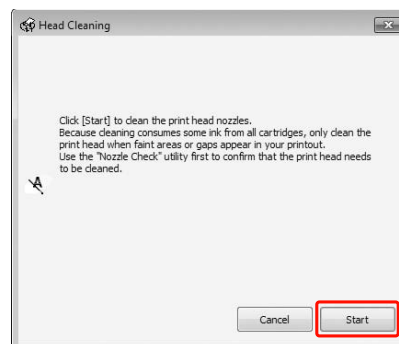 Head Cleaning
Click [Start] to clean the print head nozzles.
Because cleaning consumes some ink from all cartridges, only clean the
print head when faint areas or gaps appear in your printout.
Use the "Nozzle Check" utility first to confirm that the print head needs
to be cleaned.
A
Cancel Start